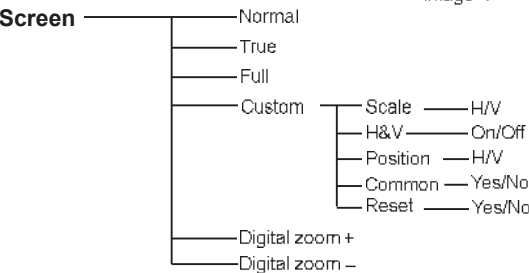 Screen
Normal
True
Full
Custom
Scale H/V
H&V On/Off
Position H/V
Common Yes/No
Reset Yes/No
Digital zoom +
Digital zoom –